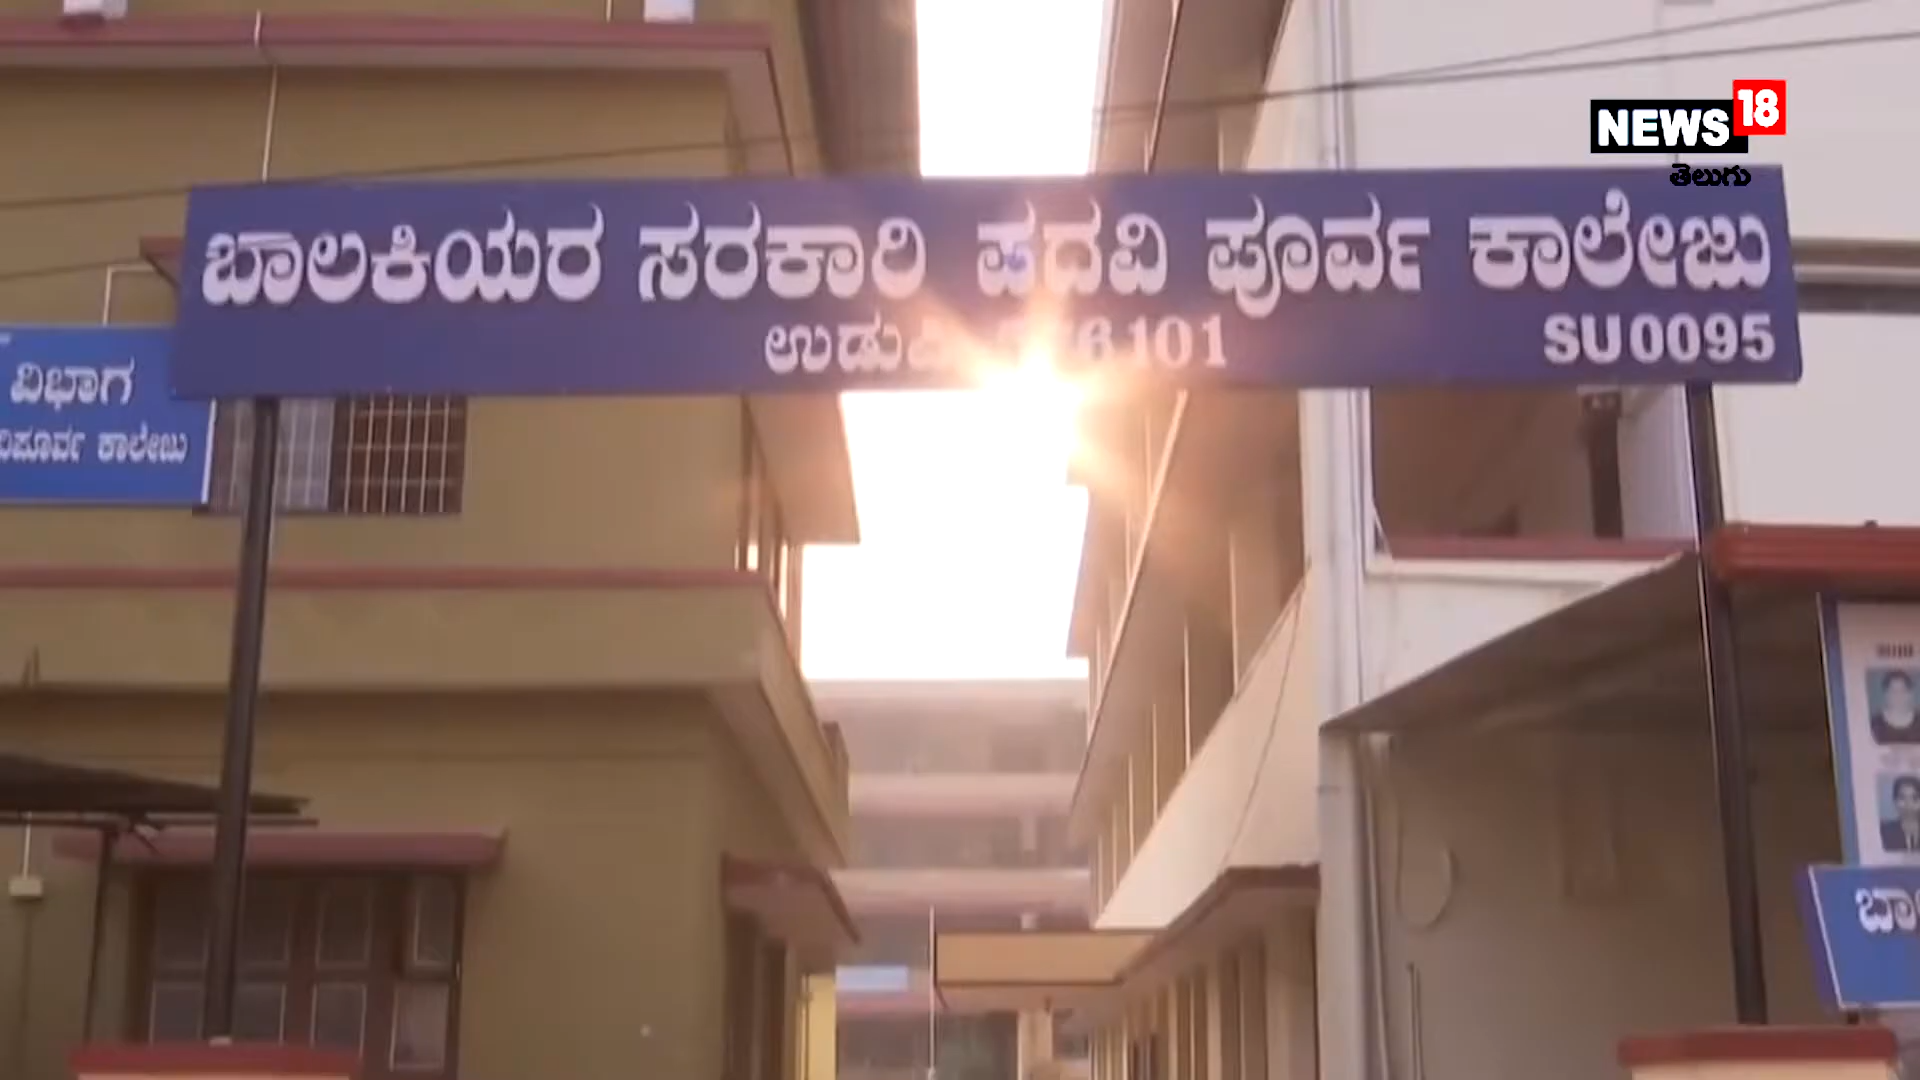 NEWS18
తెలుగు
ಬಾಲಕಿಯರ ಸರಕಾರಿ ಪದವಿ ಪೂರ್ವ ಕಾಲೇಜು
SU0095
ವಿಭಾಗ
ಕಾಲೇಜು